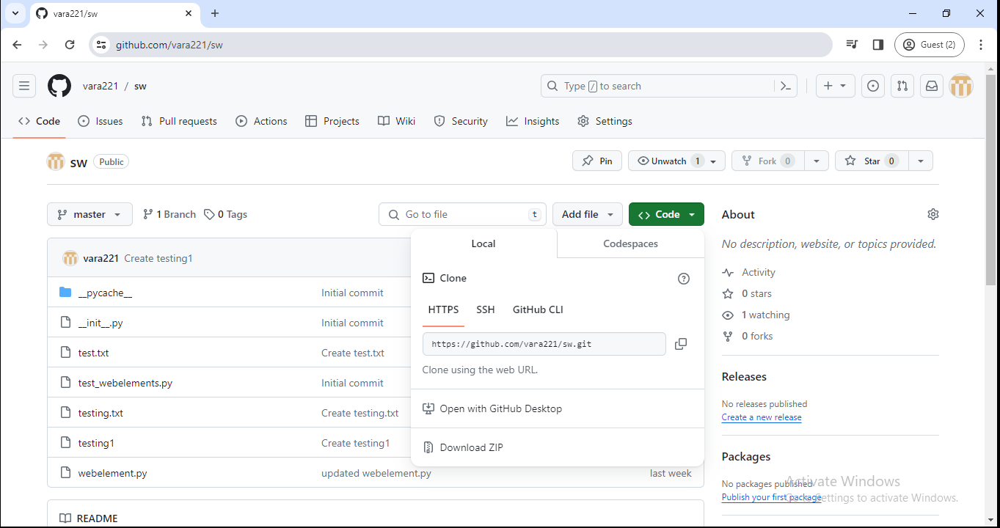 vara221/sw
github.com/vara221/sw
Guest (2)
vara221 / sw
Type / to search
Code Issues Pull requests Actions Projects Wiki Security Insights Settings
sw Public
Pin Unwatch 1 Fork 0 Star 0
master 1 Branch 0 Tags Go to file t Add file Code
Local Codespaces
Clone
HTTPS SSH GitHub CLI
https://github.com/vara221/sw.git
Clone using the web URL.
Open with GitHub Desktop
Download ZIP
vara221 Create testing1
__pycache__ Initial commit
__init__.py Initial commit
test.txt Create test.txt
test_webelements.py Initial commit
testing.txt Create testing.txt
testing1 Create testing1
webelement.py updated webelement.py last week
README
About
No description, website, or topics provided.
Activity
0 stars
1 watching
0 forks
Releases
No releases published
Create a new release
Packages
No packages published
Publish your first package
Activate Windows
Go to Settings to activate Windows.